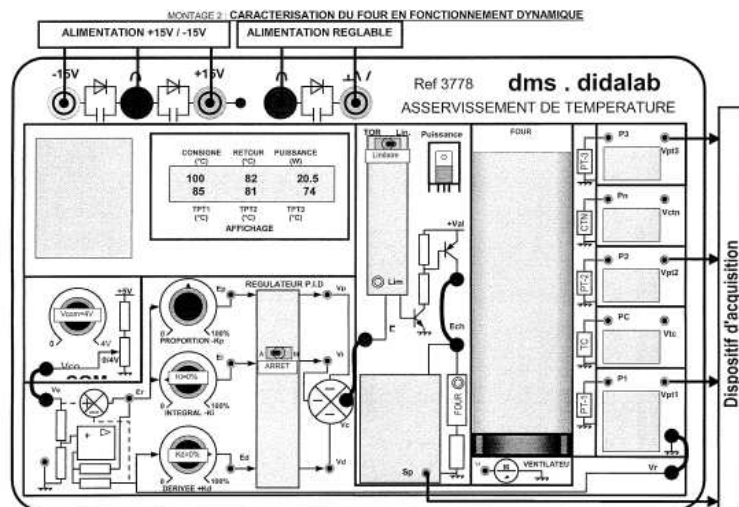 MONTAGE 2 : CARACTERISATION DU FOUR EN FONCTIONNEMENT DYNAMIQUE
ALIMENTATION +15V / -15V
ALIMENTATION REGLABLE
-15V
+15V
Ref 3778
dms . didalab
ASSERVISSEMENT DE TEMPERATURE
CONSIGNE RETOUR PUISSANCE
(°C) (°C) (W)
100 82 20.5
85 81 74
TPT1 TPT2 TPT3
(°C) (°C) (°C)
AFFICHAGE
TOR Lin.
Linéaire
Puissance
FOUR
+Val
Lim
Ech
FOUR
Sp
VENTILATEU
PT-3
P3
Vpt3
CTN
Pn
Vctn
PT-2
P2
Vpt2
TC
PC
Vtc
PT-1
P1
Vpt1
Vr
Dispositif d'acquisition
+5V
Vcom=4V
0 4V
0/4V
Er
REGULATEUR P.I.D
Ep
Vp
0 100%
PROPORTION -Kp
Ei
Vi
A
ARRET
Ki=0%
0 100%
INTEGRAL -Ki
Vc
Kd=0%
Ed
Vd
0 100%
DERIVEE +Kd